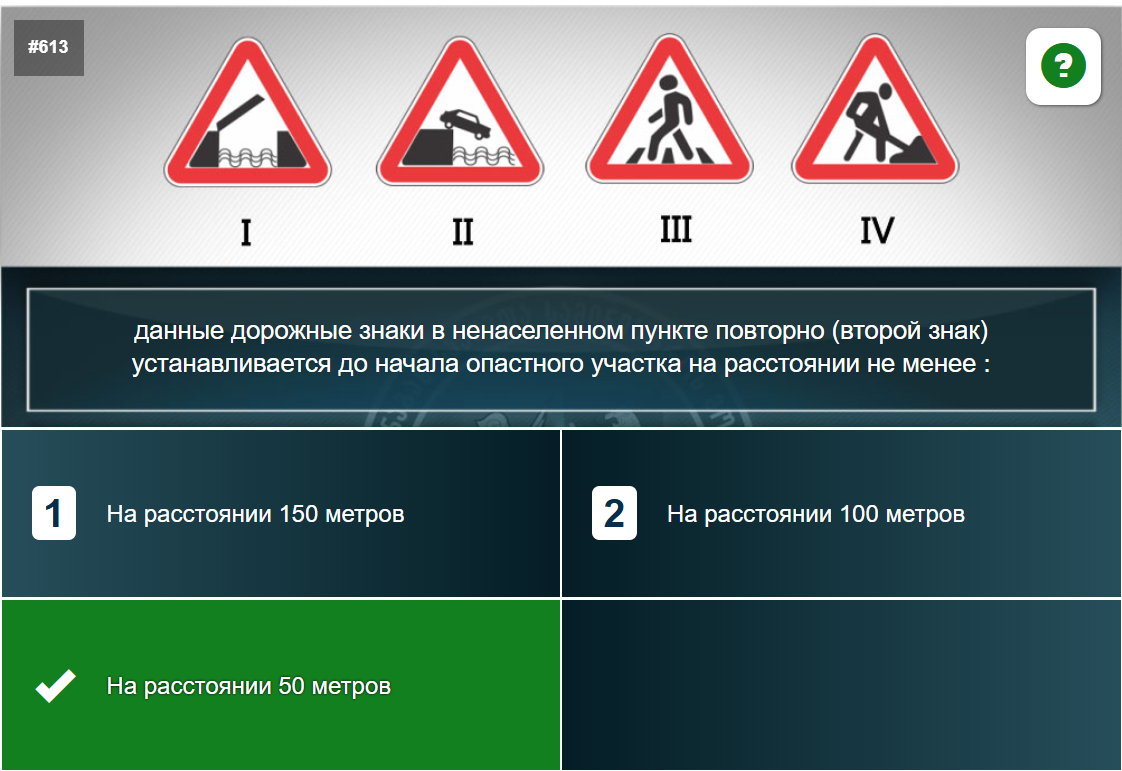 #613
?
I II III IV
данные дорожные знаки в ненаселенном пункте повторно (второй знак)
устанавливается до начала опастного участка на расстоянии не менее :
1 На расстоянии 150 метров
2 На расстоянии 100 метров
На расстоянии 50 метров